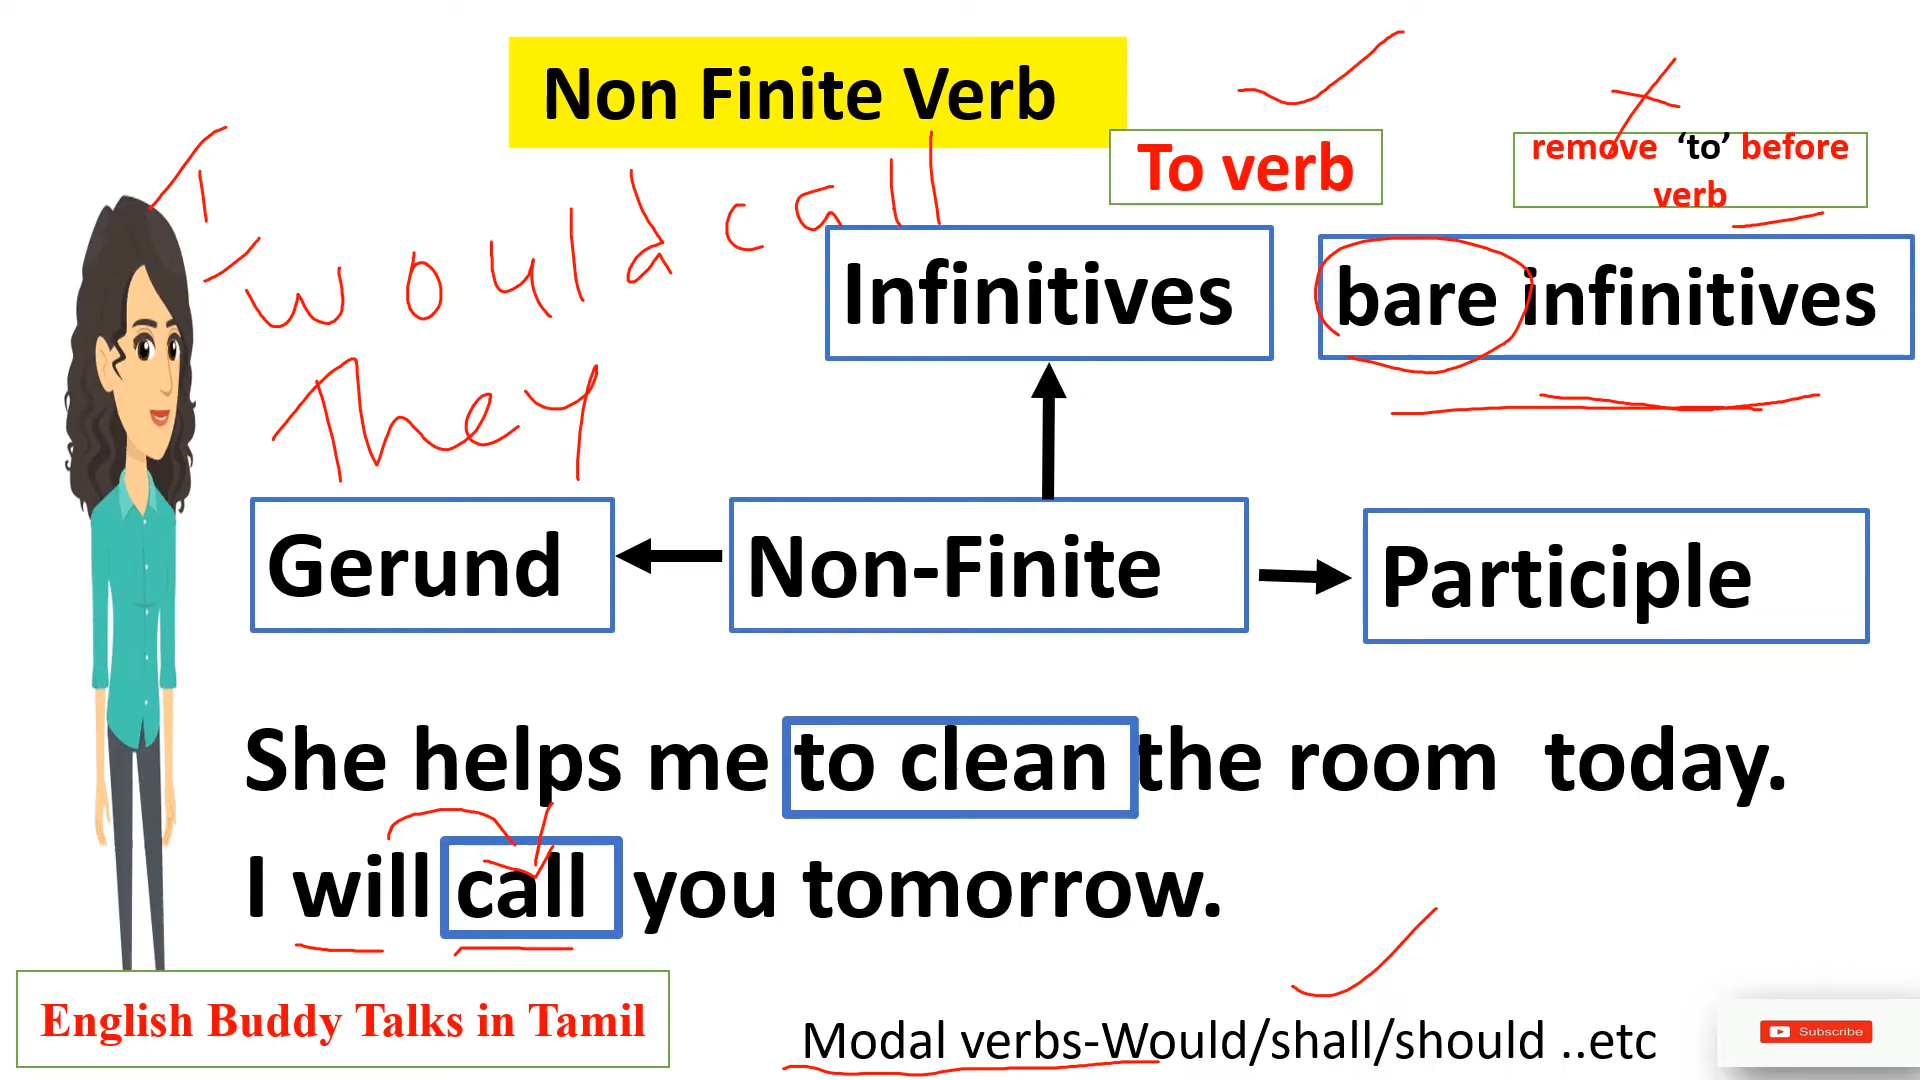 Non Finite Verb
To verb
remove 'to' before
verb
I
would call
Infinitives
bare infinitives
They
Gerund
Non-Finite
Participle
She helps me to clean the room today.
I will call you tomorrow.
English Buddy Talks in Tamil
Modal verbs-Would/shall/should ..etc
Subscribe